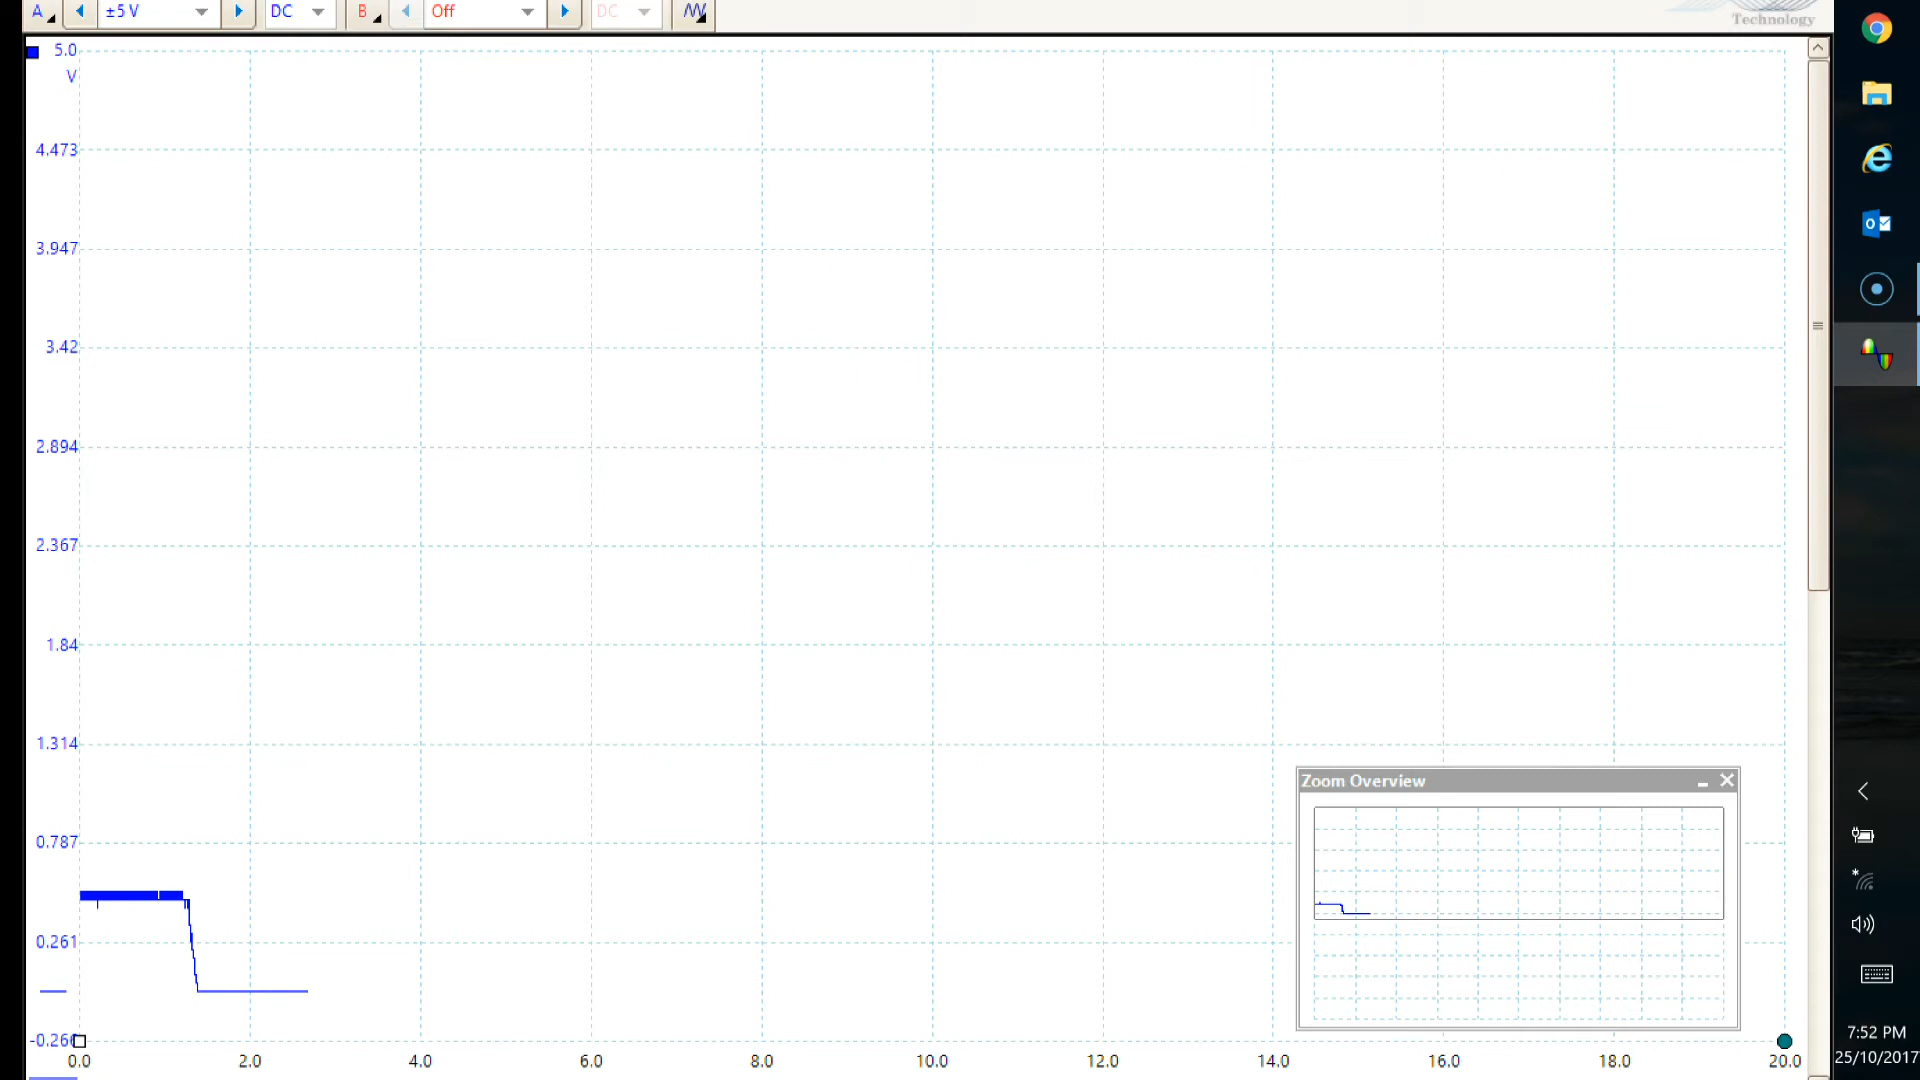 A ±5 V DC B Off DC
Technology
5.0
V
4.473
3.947
3.42
2.894
2.367
1.84
1.314
Zoom Overview
0.787
0.261
-0.266
0.0 2.0 4.0 6.0 8.0 10.0 12.0 14.0 16.0 18.0 20.0
7:52 PM
25/10/2017